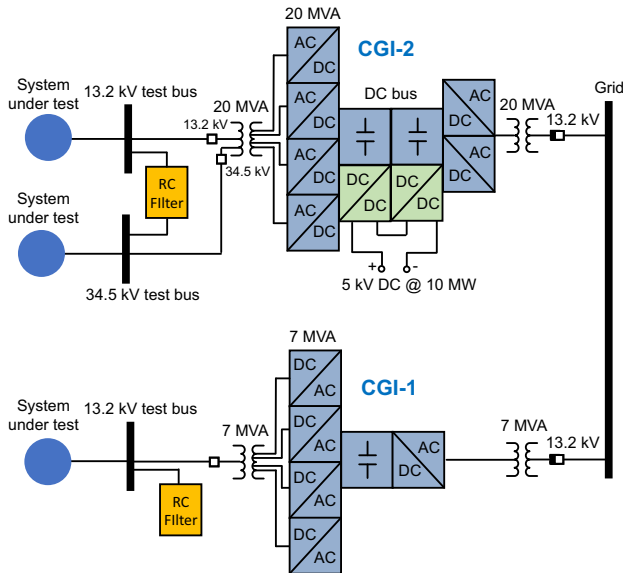 20 MVA
CGI-2
System
under test
13.2 kV test bus
20 MVA
13.2 kV
34.5 kV
AC
DC
AC
DC
AC
DC
AC
DC
DC bus
DC
DC
DC
DC
AC
DC
DC
AC
20 MVA
13.2 kV
Grid
RC
FIlter
System
under test
34.5 kV test bus
+
-
5 kV DC @ 10 MW
7 MVA
CGI-1
System
under test
13.2 kV test bus
7 MVA
DC
AC
DC
AC
DC
AC
DC
AC
AC
DC
7 MVA
13.2 kV
RC
FIlter